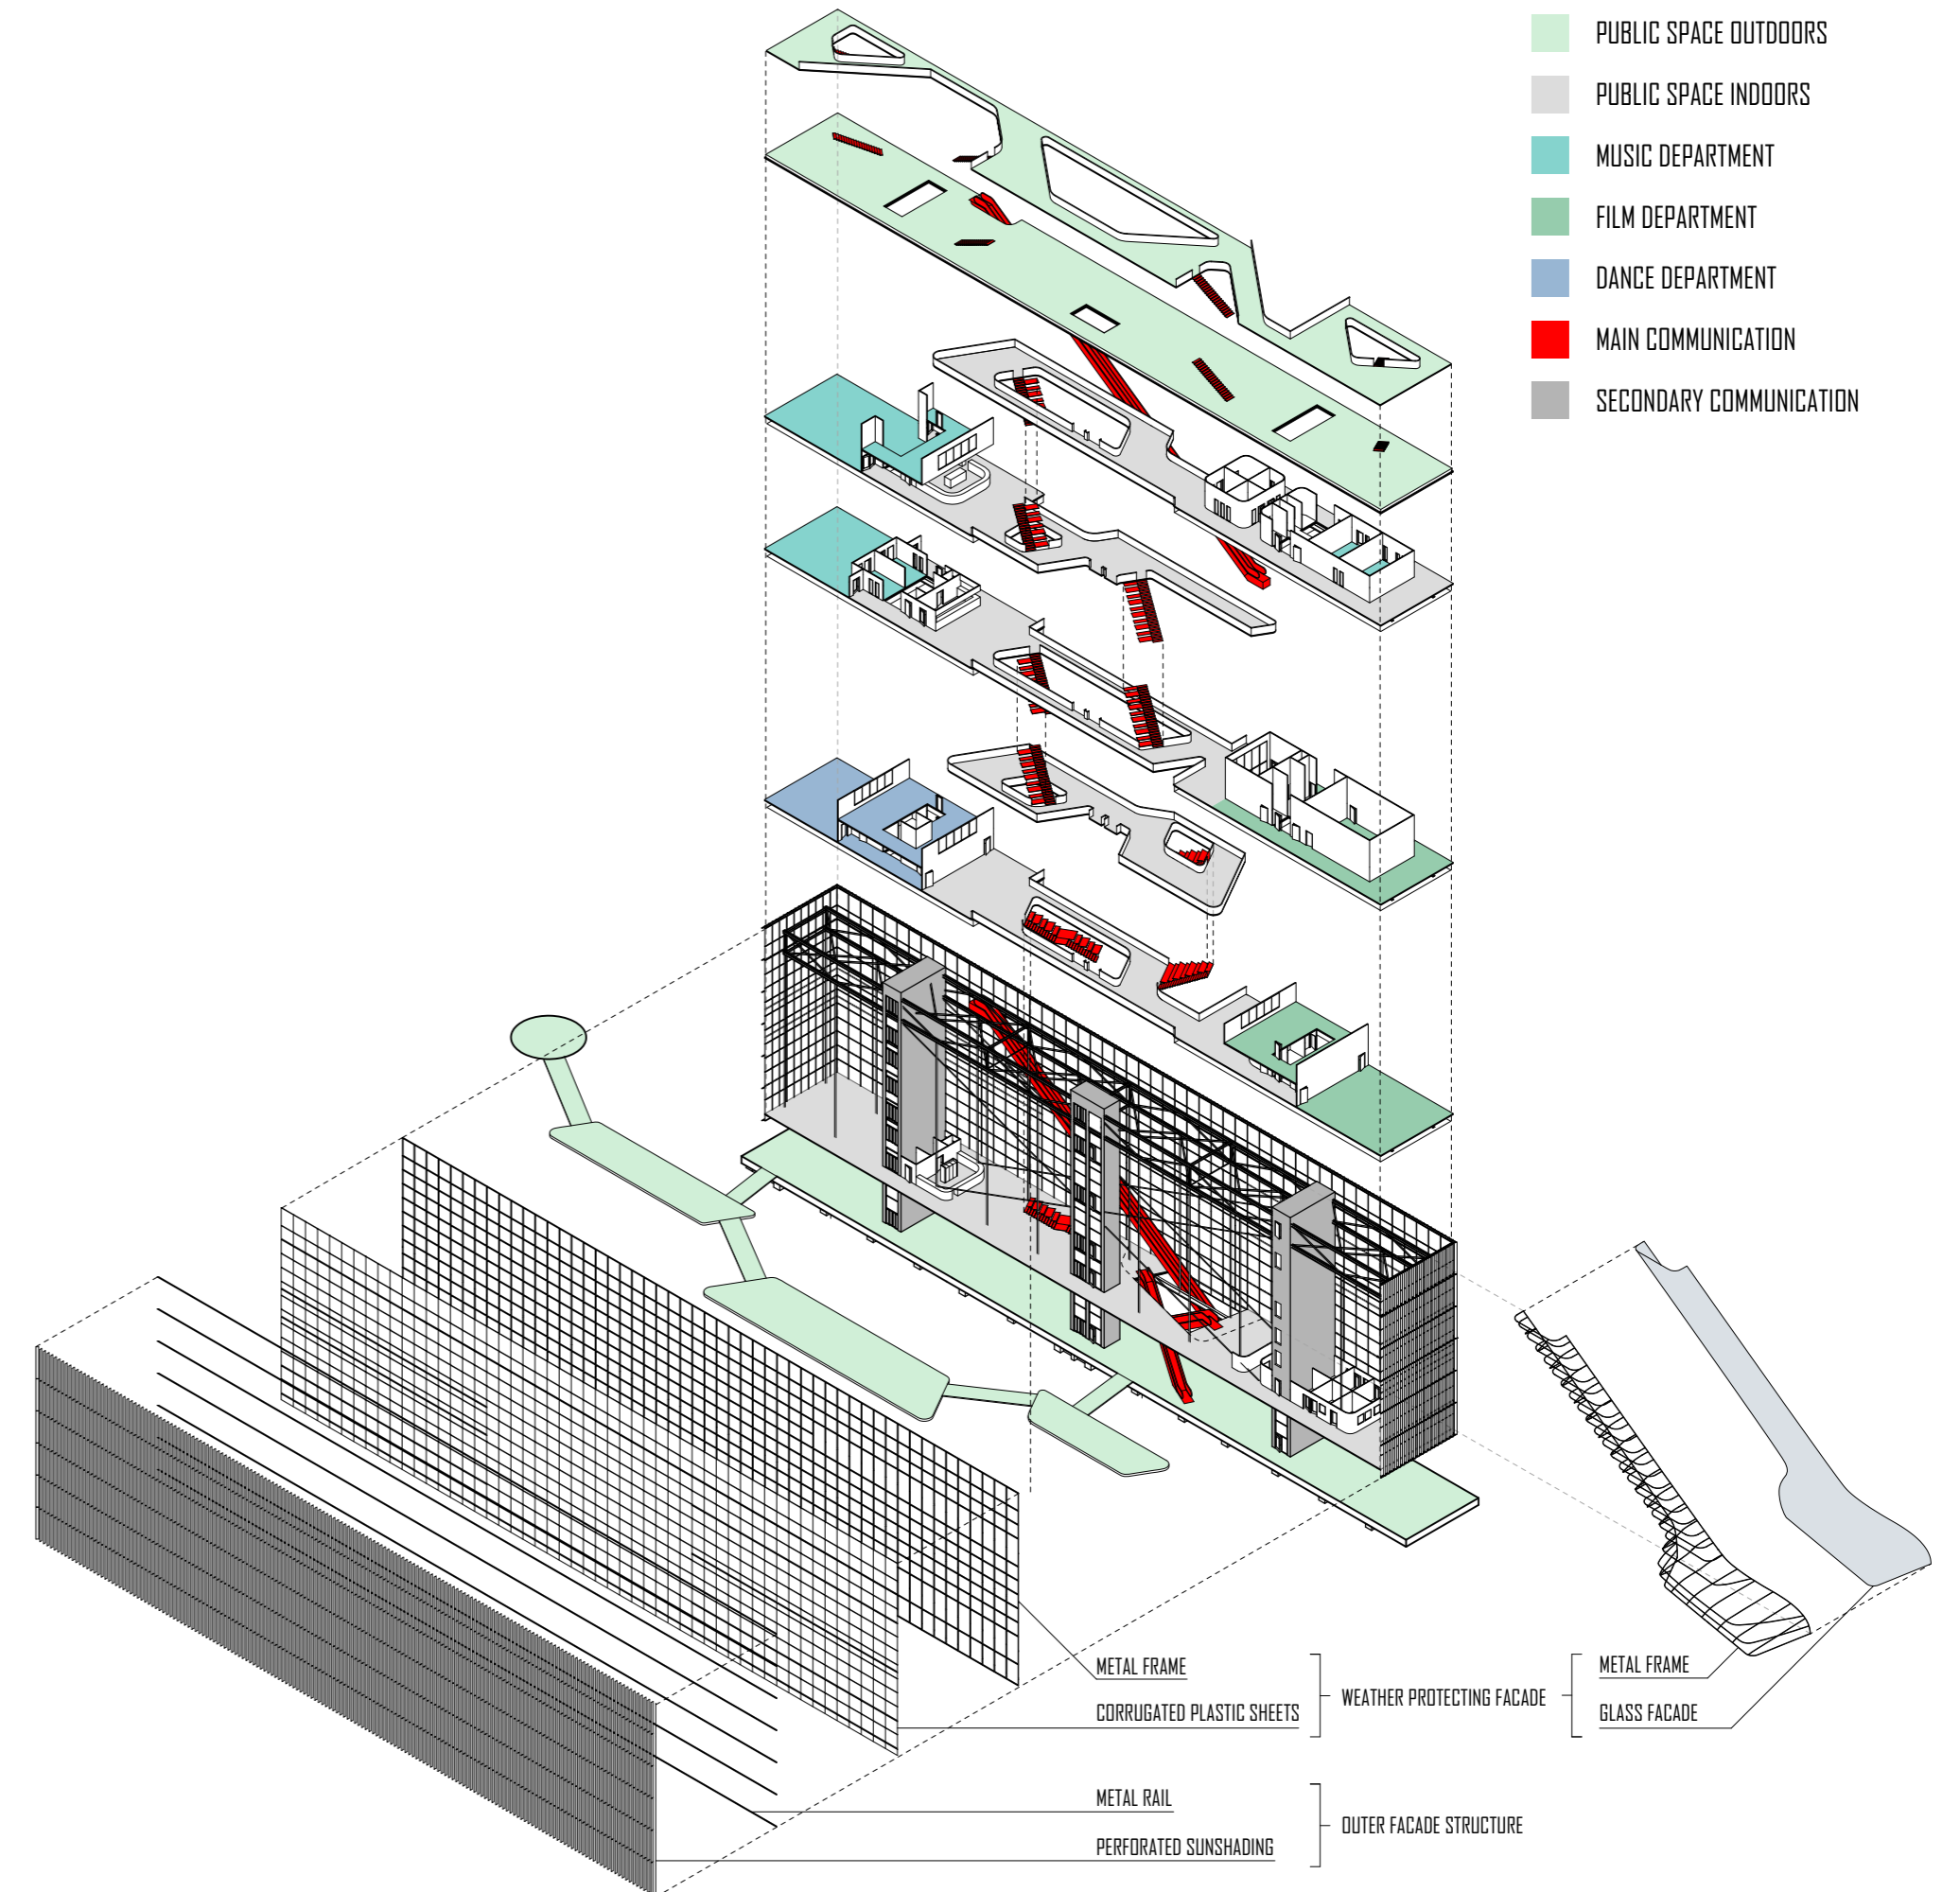 PUBLIC SPACE OUTDOORS
PUBLIC SPACE INDOORS
MUSIC DEPARTMENT
FILM DEPARTMENT
DANCE DEPARTMENT
MAIN COMMUNICATION
SECONDARY COMMUNICATION
METAL FRAME
CORRUGATED PLASTIC SHEETS
WEATHER PROTECTING FACADE
METAL FRAME
GLASS FACADE
METAL RAIL
PERFORATED SUNSHADING
OUTER FACADE STRUCTURE